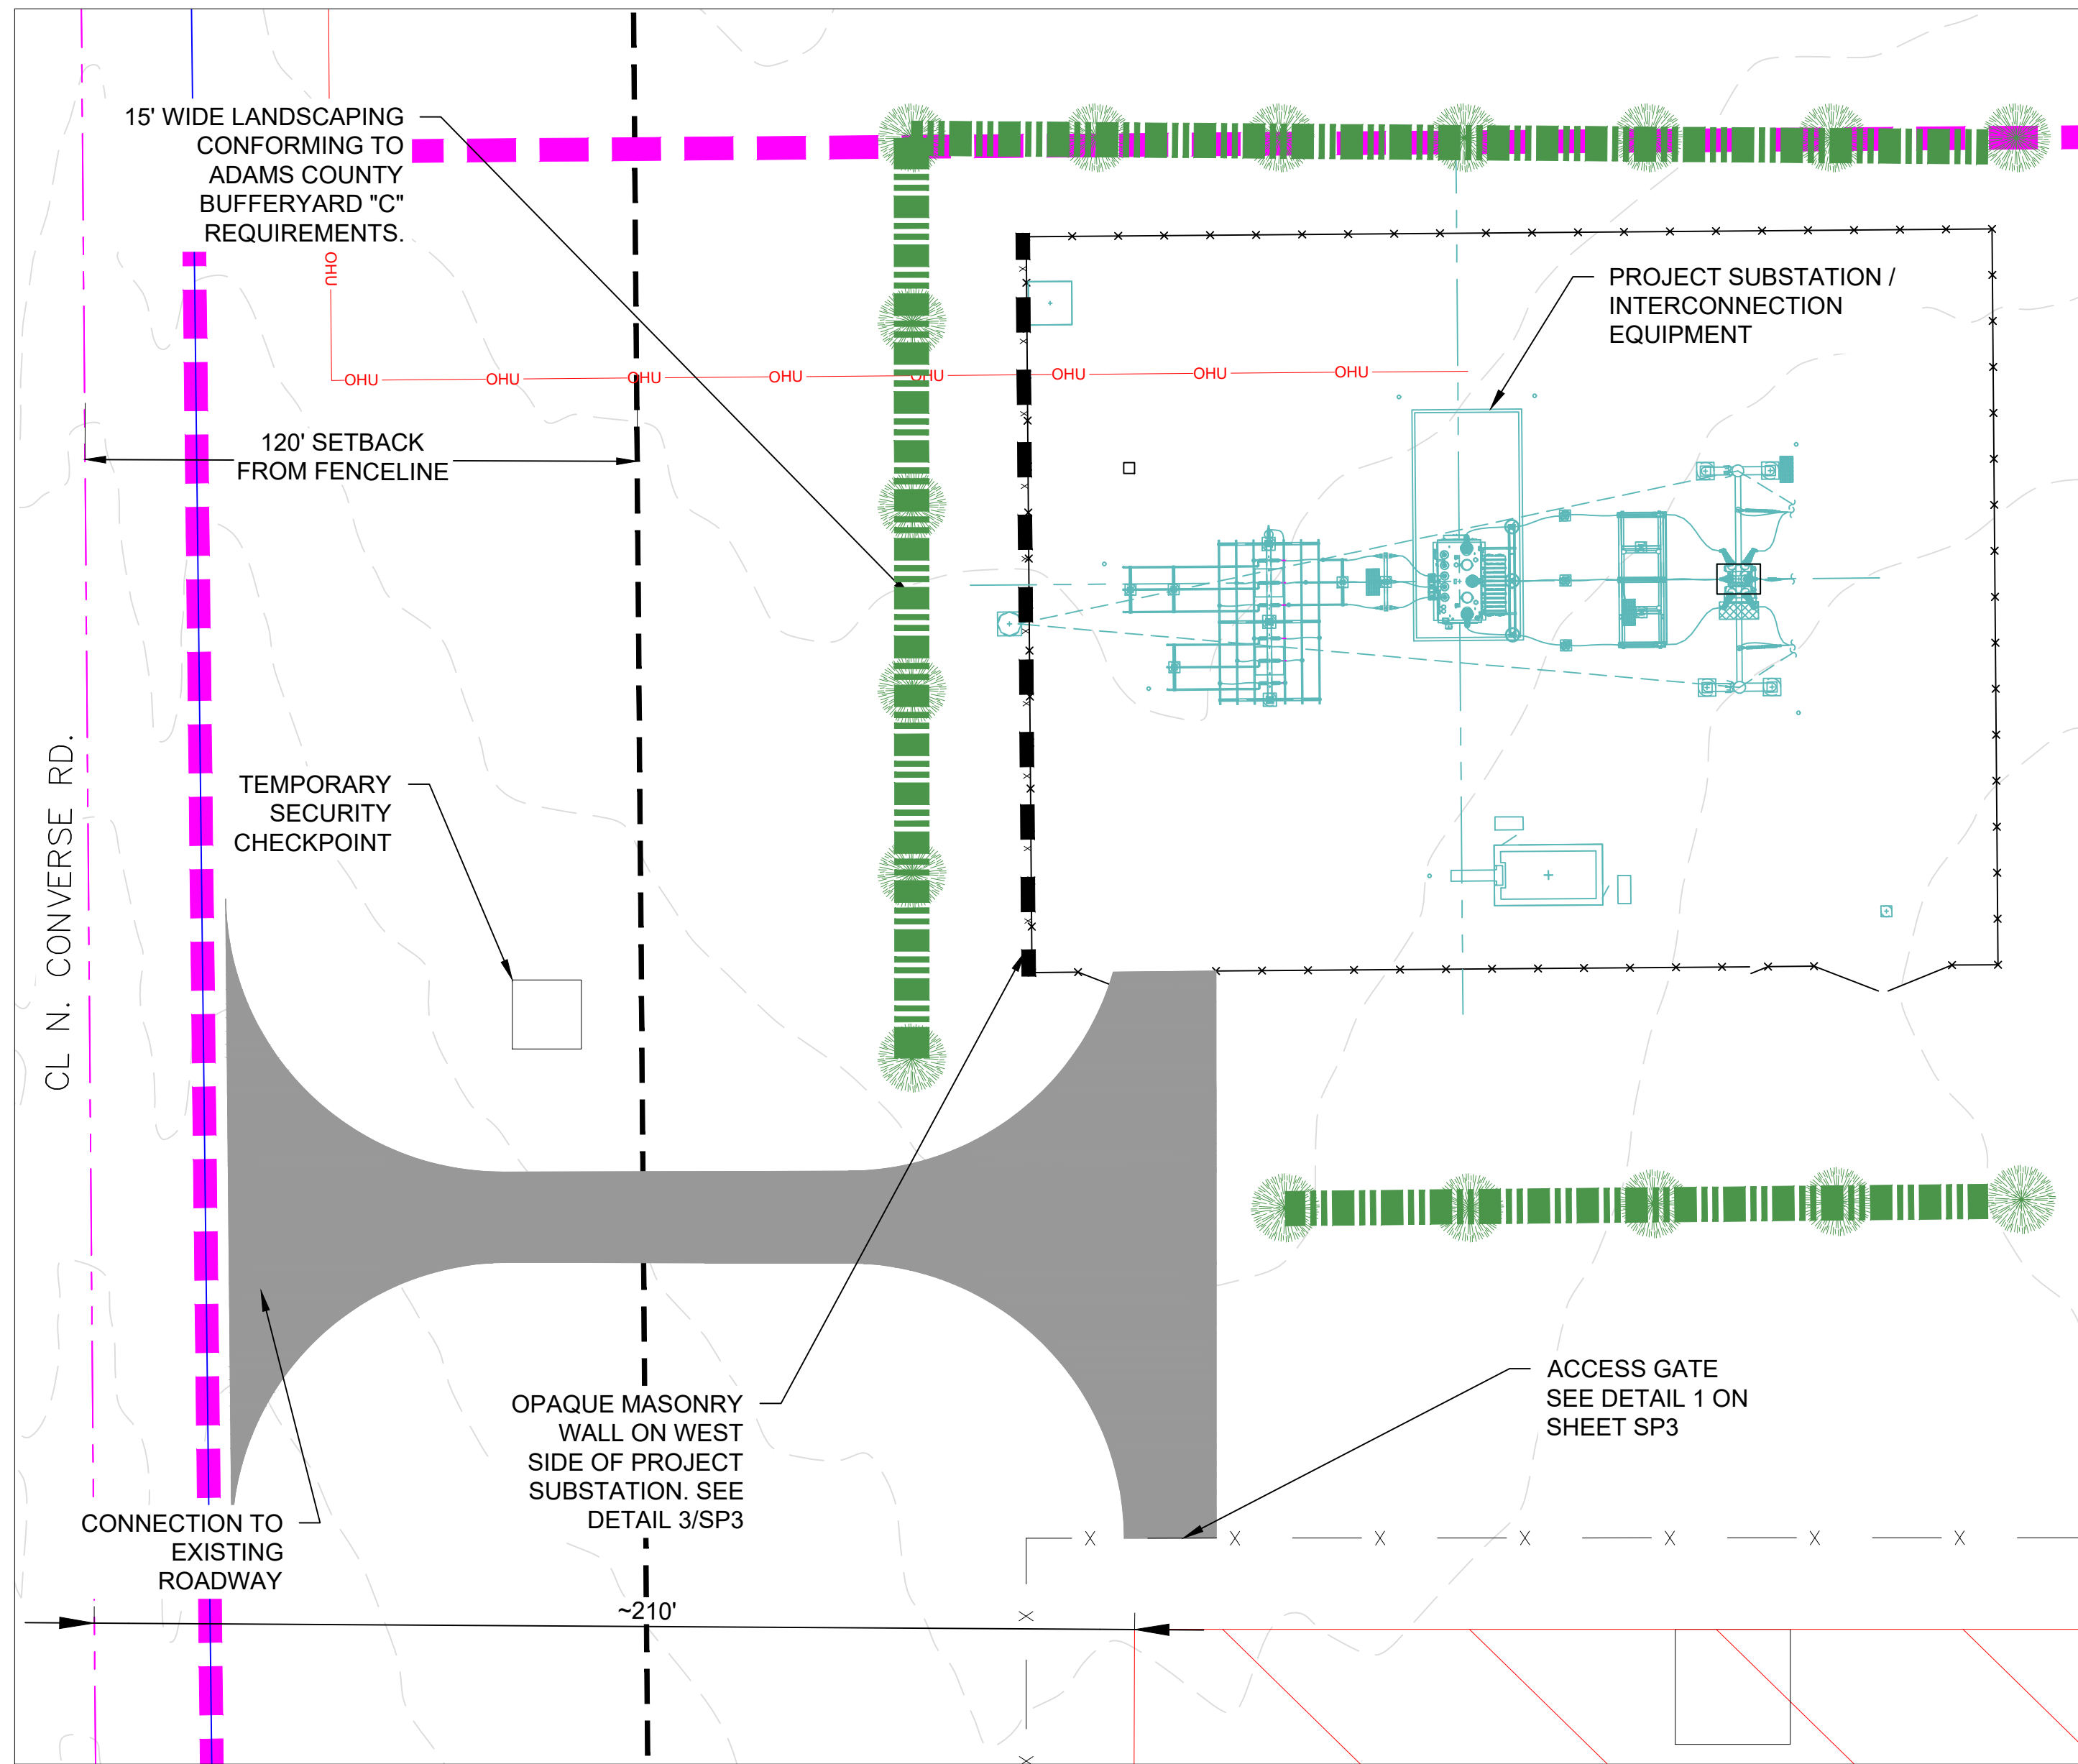 15' WIDE LANDSCAPING
CONFORMING TO
ADAMS COUNTY
BUFFERYARD "C"
REQUIREMENTS.
OHU
PROJECT SUBSTATION /
INTERCONNECTION
EQUIPMENT
OHU OHU OHU OHU OHU OHU OHU OHU
120' SETBACK
FROM FENCELINE
CL N. CONVERSE RD.
TEMPORARY
SECURITY
CHECKPOINT
OPAQUE MASONRY
WALL ON WEST
SIDE OF PROJECT
SUBSTATION. SEE
DETAIL 3/SP3
ACCESS GATE
SEE DETAIL 1 ON
SHEET SP3
CONNECTION TO
EXISTING
ROADWAY
~210'